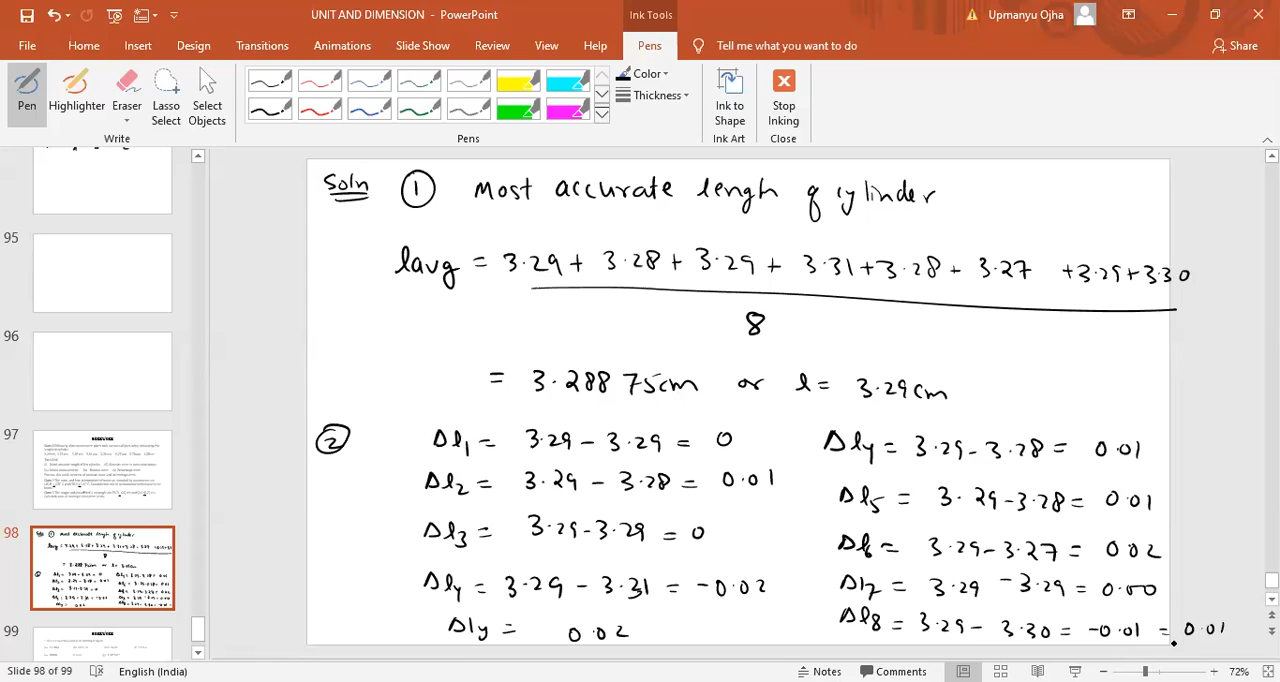 UNIT AND DIMENSION - PowerPoint
Ink Tools
Upmanyu Ojha
File Home Insert Design Transitions Animations Slide Show Review View Help Pens Tell me what you want to do Share
Pen Highlighter Eraser Lasso Select Select Objects
Color
Thickness
Ink to Shape Stop Inking
Write Pens Ink Art Close
Soln ① Most accurate lengh of cylinder
lavg = 3.29 + 3.28 + 3.29 + 3.31 + 3.28 + 3.27 + 3.29 + 3.30
8
= 3.28875cm or l = 3.29cm
②
Δl1 = 3.29 - 3.29 = 0
Δl2 = 3.29 - 3.28 = 0.01
Δl3 = 3.29 - 3.29 = 0
Δl4 = 3.29 - 3.31 = -0.02
Δl4 = 0.02
Δl4 = 3.29 - 3.28 = 0.01
Δl5 = 3.29 - 3.28 = 0.01
Δl6 = 3.29 - 3.27 = 0.02
Δl7 = 3.29 - 3.29 = 0.00
Δl8 = 3.29 - 3.30 = -0.01 = 0.01
95
96
97
98
99
Slide 98 of 99 English (India) Notes Comments 72%